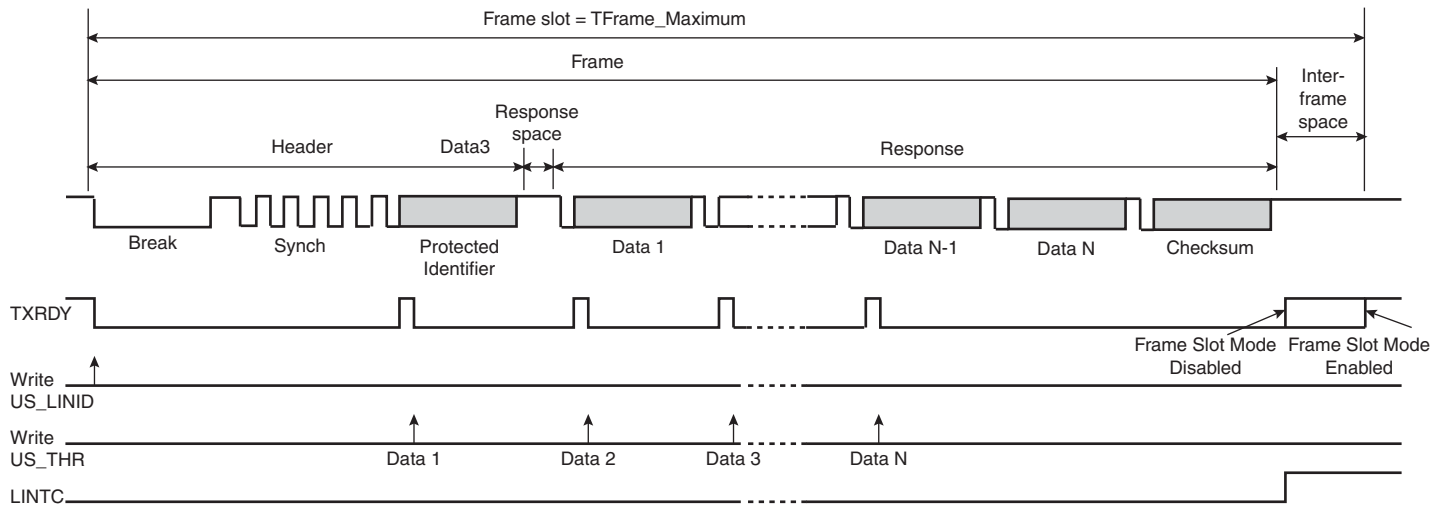 Frame slot = TFrame_Maximum
Frame
Inter-
frame
space
Response
space
Header
Data3
Response
Break
Synch
Protected
Identifier
Data 1
Data N-1
Data N
Checksum
TXRDY
Frame Slot Mode
Disabled
Frame Slot Mode
Enabled
Write
US_LINID
Write
US_THR
Data 1
Data 2
Data 3
Data N
LINTC